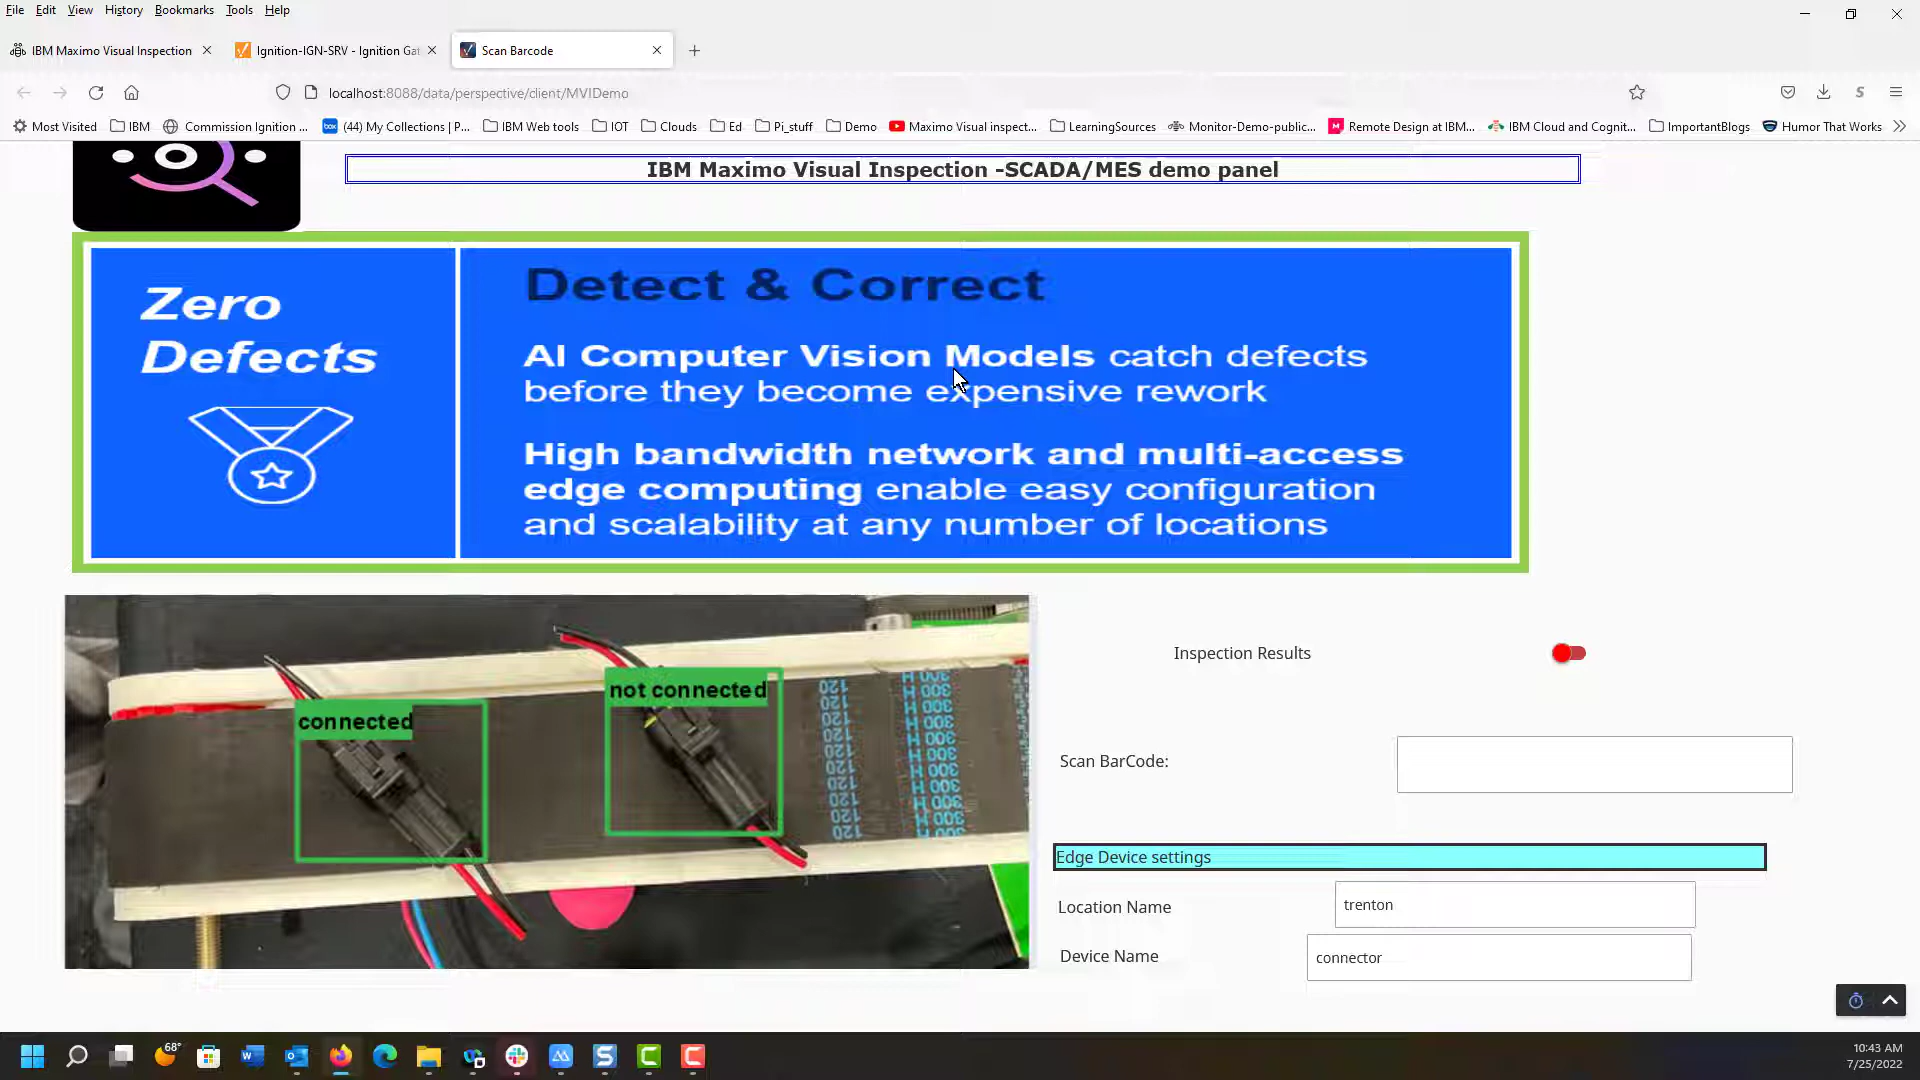 File Edit View History Bookmarks Tools Help
IBM Maximo Visual Inspection
Ignition-IGN-SRV - Ignition Gat
Scan Barcode
localhost:8088/data/perspective/client/MVIDemo
Most Visited
IBM
Commission Ignition ...
(44) My Collections | P...
IBM Web tools
IOT
Clouds
Ed
Pi_stuff
Demo
Maximo Visual inspect...
LearningSources
Monitor-Demo-public...
Remote Design at IBM...
IBM Cloud and Cognit...
ImportantBlogs
Humor That Works
IBM Maximo Visual Inspection -SCADA/MES demo panel
Zero
Defects
Detect & Correct
AI Computer Vision Models catch defects
before they become expensive rework
High bandwidth network and multi-access
edge computing enable easy configuration
and scalability at any number of locations
connected
not connected
120
300 H
Inspection Results
Scan BarCode:
Edge Device settings
Location Name
trenton
Device Name
connector
68°
10:43 AM
7/25/2022